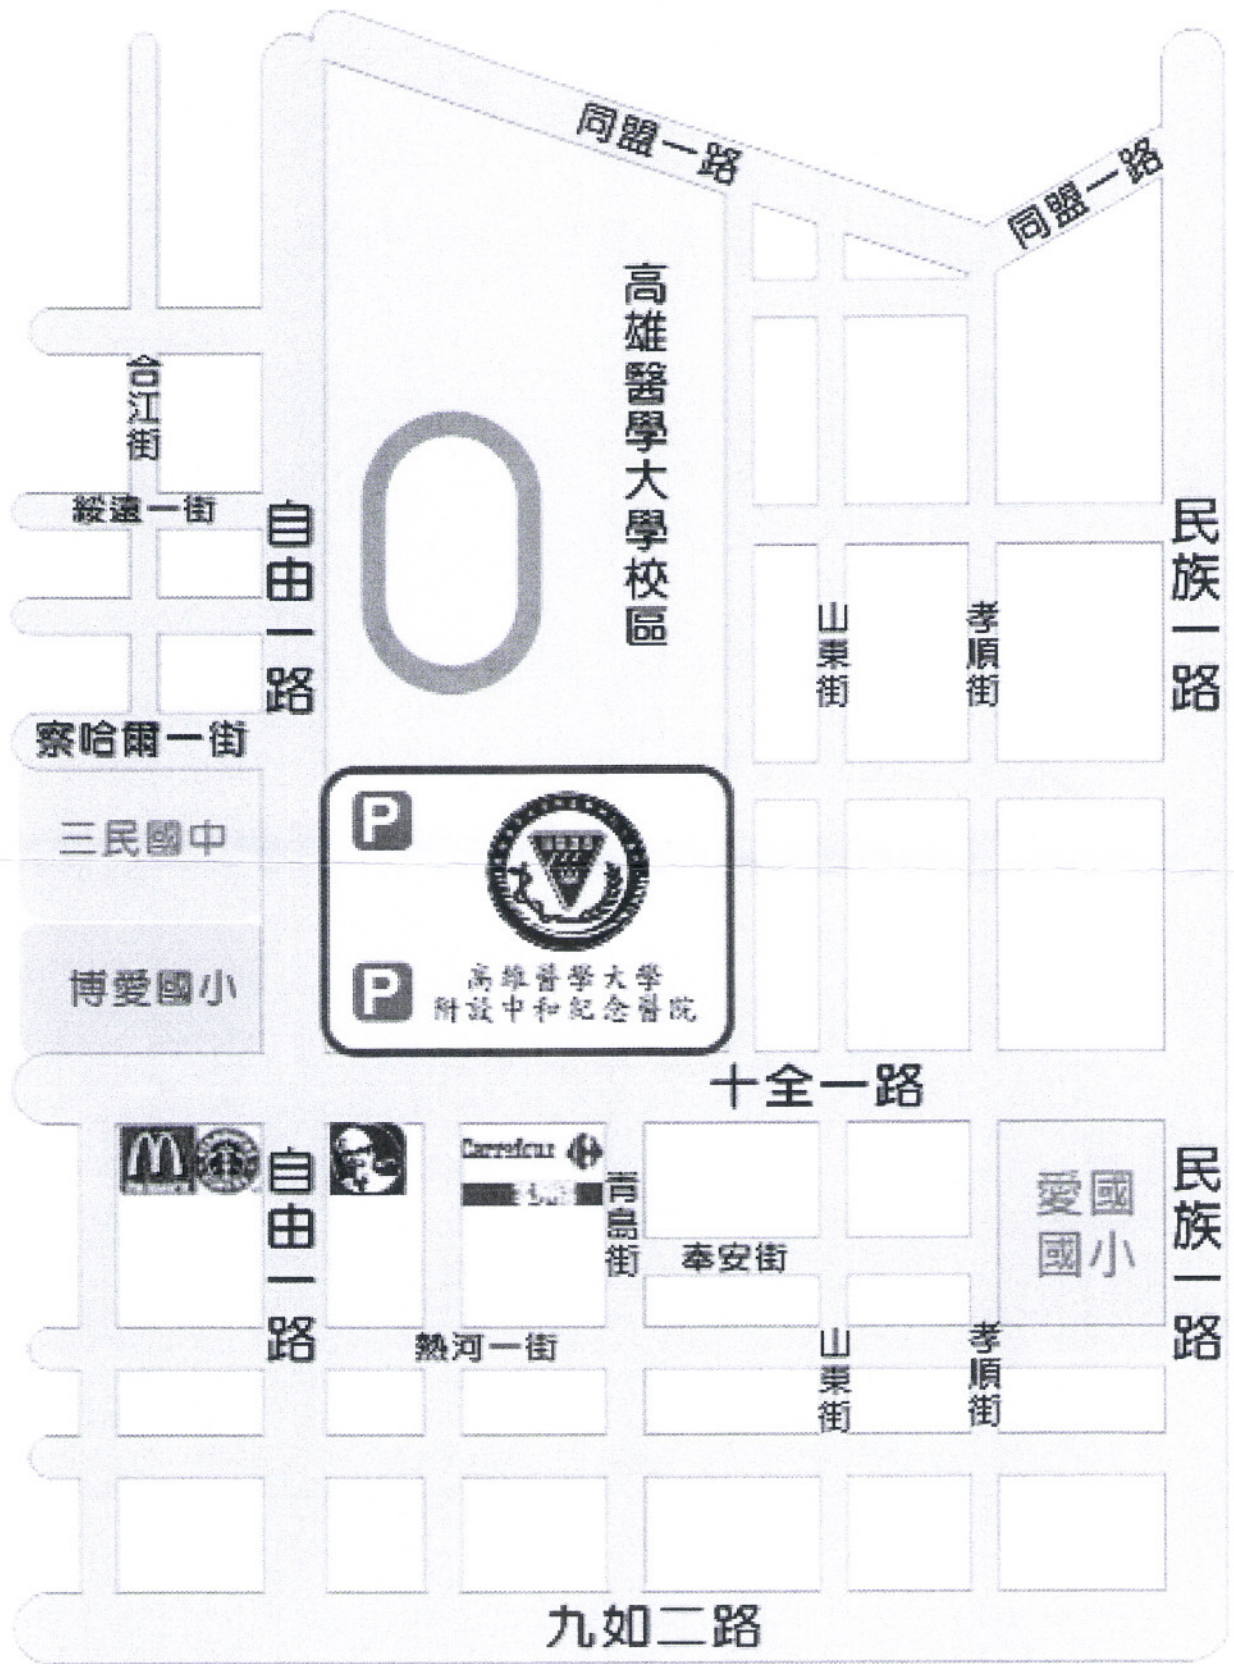 同盟一路
同盟一路
高雄醫學大學校區
合江街
綏遠一街
自由一路
民族一路
山東街
孝順街
察哈爾一街
三民國中
P
博愛國小
P
高雄醫學大學
附設中和紀念醫院
十全一路
Carrefour
自由一路
青島街
民族一路
愛國
國小
奉安街
熱河一街
山東街
孝順街
九如二路